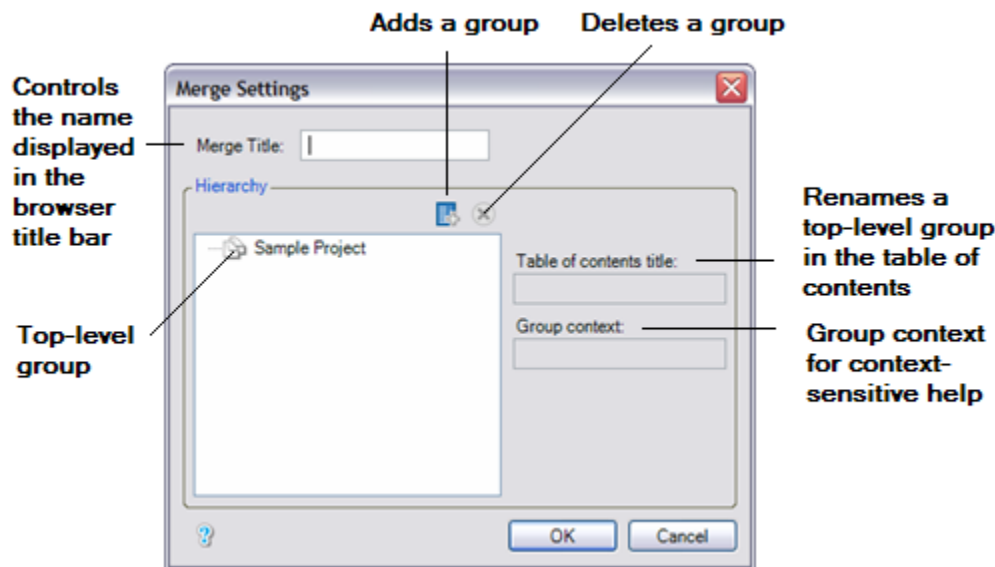 Adds a group
Deletes a group
Controls
the name
displayed
in the
browser
title bar
Merge Settings
Merge Title:
Hierarchy
Sample Project
Table of contents title:
Group context:
Renames a
top-level group
in the table of
contents
Top-level
group
Group context
for context-
sensitive help
?
OK
Cancel